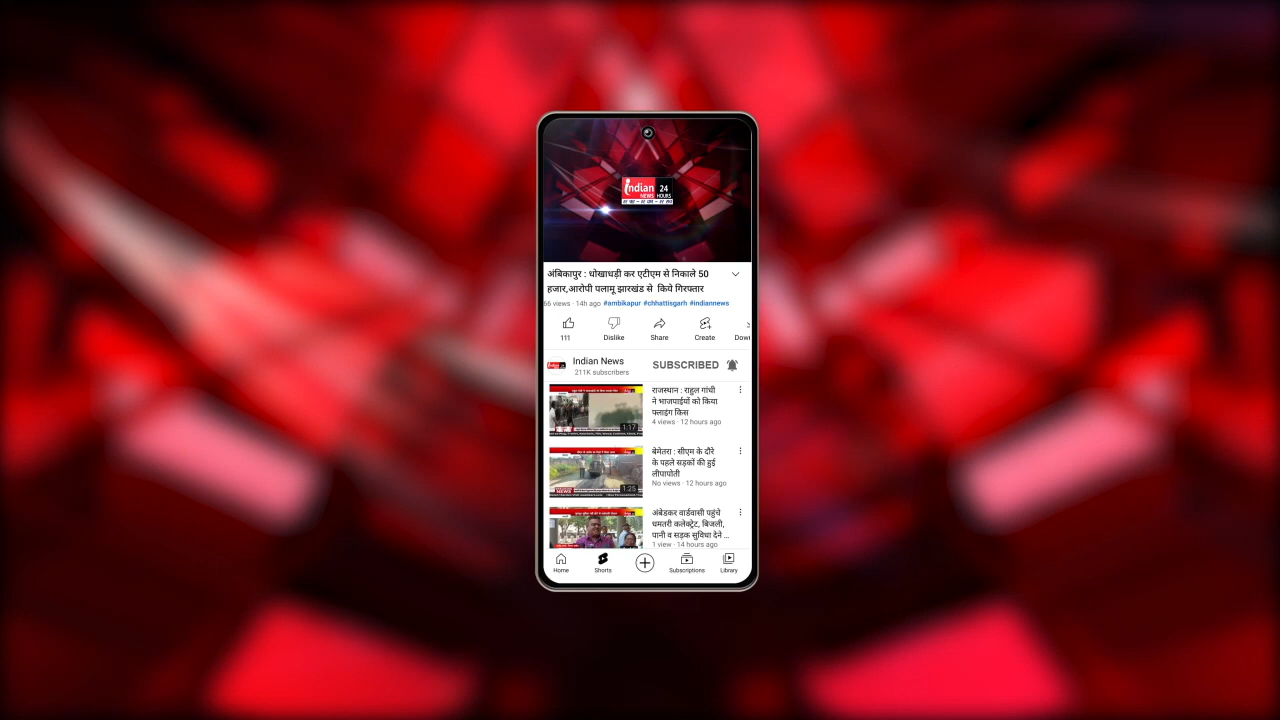 indian 24
NEWS HOURS
अंबिकापुर : धोखाधड़ी कर एटीएम से निकाले 50
हजार,आरोपी पलामू झारखंड से किये गिरफ्तार
66 views · 14h ago #ambikapur #chhattisgarh #indiannews
111 Dislike Share Create
Indian News
211K subscribers
SUBSCRIBED
राजस्थान : राहुल गांधी
ने भाजपाईयों को किया
फ्लाइंग किस
4 views · 12 hours ago
1:17
बेमेतरा : सीएम के दौरे
के पहले सड़कों की हुई
लीपापोती
No views · 12 hours ago
1:25
NEWS
अंबेडकर वार्डवासी पहुंचे
धमतरी कलेक्ट्रेट, बिजली,
पानी व सड़क सुविधा देने ...
1 view · 14 hours ago
Home Shorts Subscriptions Library